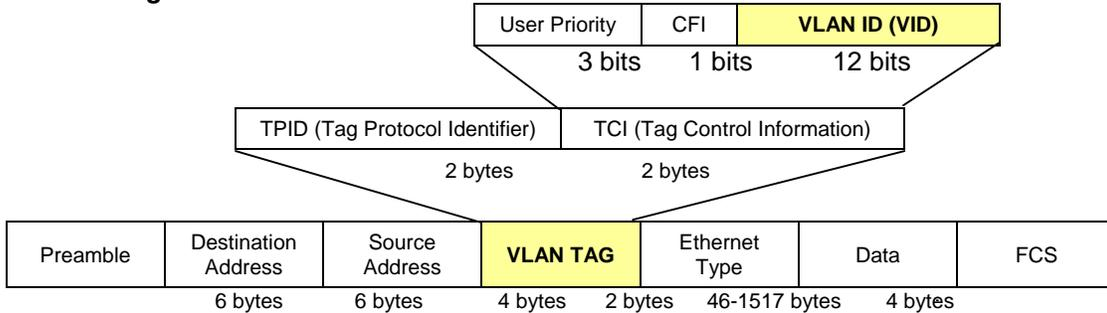 User Priority CFI VLAN ID (VID)
3 bits 1 bits 12 bits
TPID (Tag Protocol Identifier) TCI (Tag Control Information)
2 bytes 2 bytes
Preamble Destination Address Source Address VLAN TAG Ethernet Type Data FCS
6 bytes 6 bytes 4 bytes 2 bytes 46-1517 bytes 4 bytes